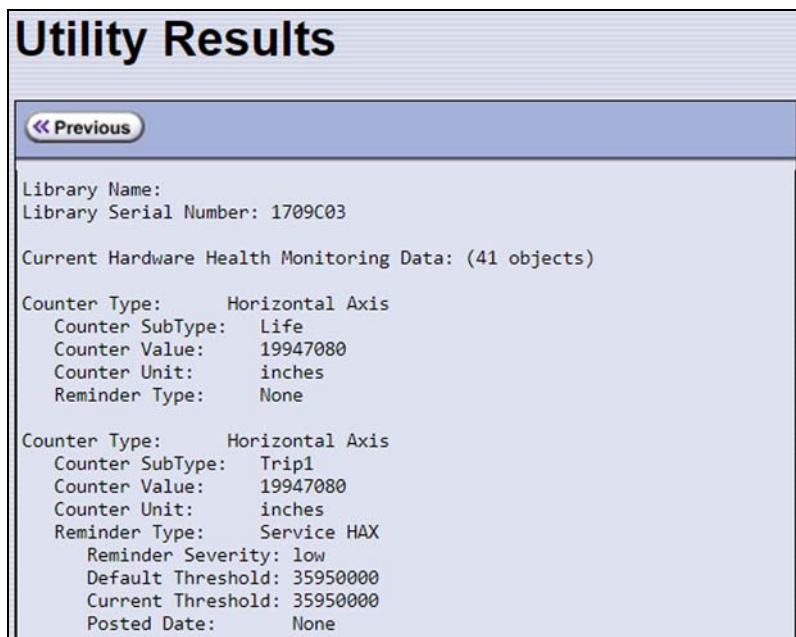 Utility Results
« Previous
Library Name:
Library Serial Number: 1709C03
Current Hardware Health Monitoring Data: (41 objects)
Counter Type: Horizontal Axis
Counter SubType: Life
Counter Value: 19947080
Counter Unit: inches
Reminder Type: None
Counter Type: Horizontal Axis
Counter SubType: Trip1
Counter Value: 19947080
Counter Unit: inches
Reminder Type: Service HAX
Reminder Severity: low
Default Threshold: 35950000
Current Threshold: 35950000
Posted Date: None